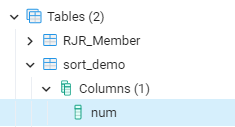 Tables (2)
RJR_Member
sort_demo
Columns (1)
num